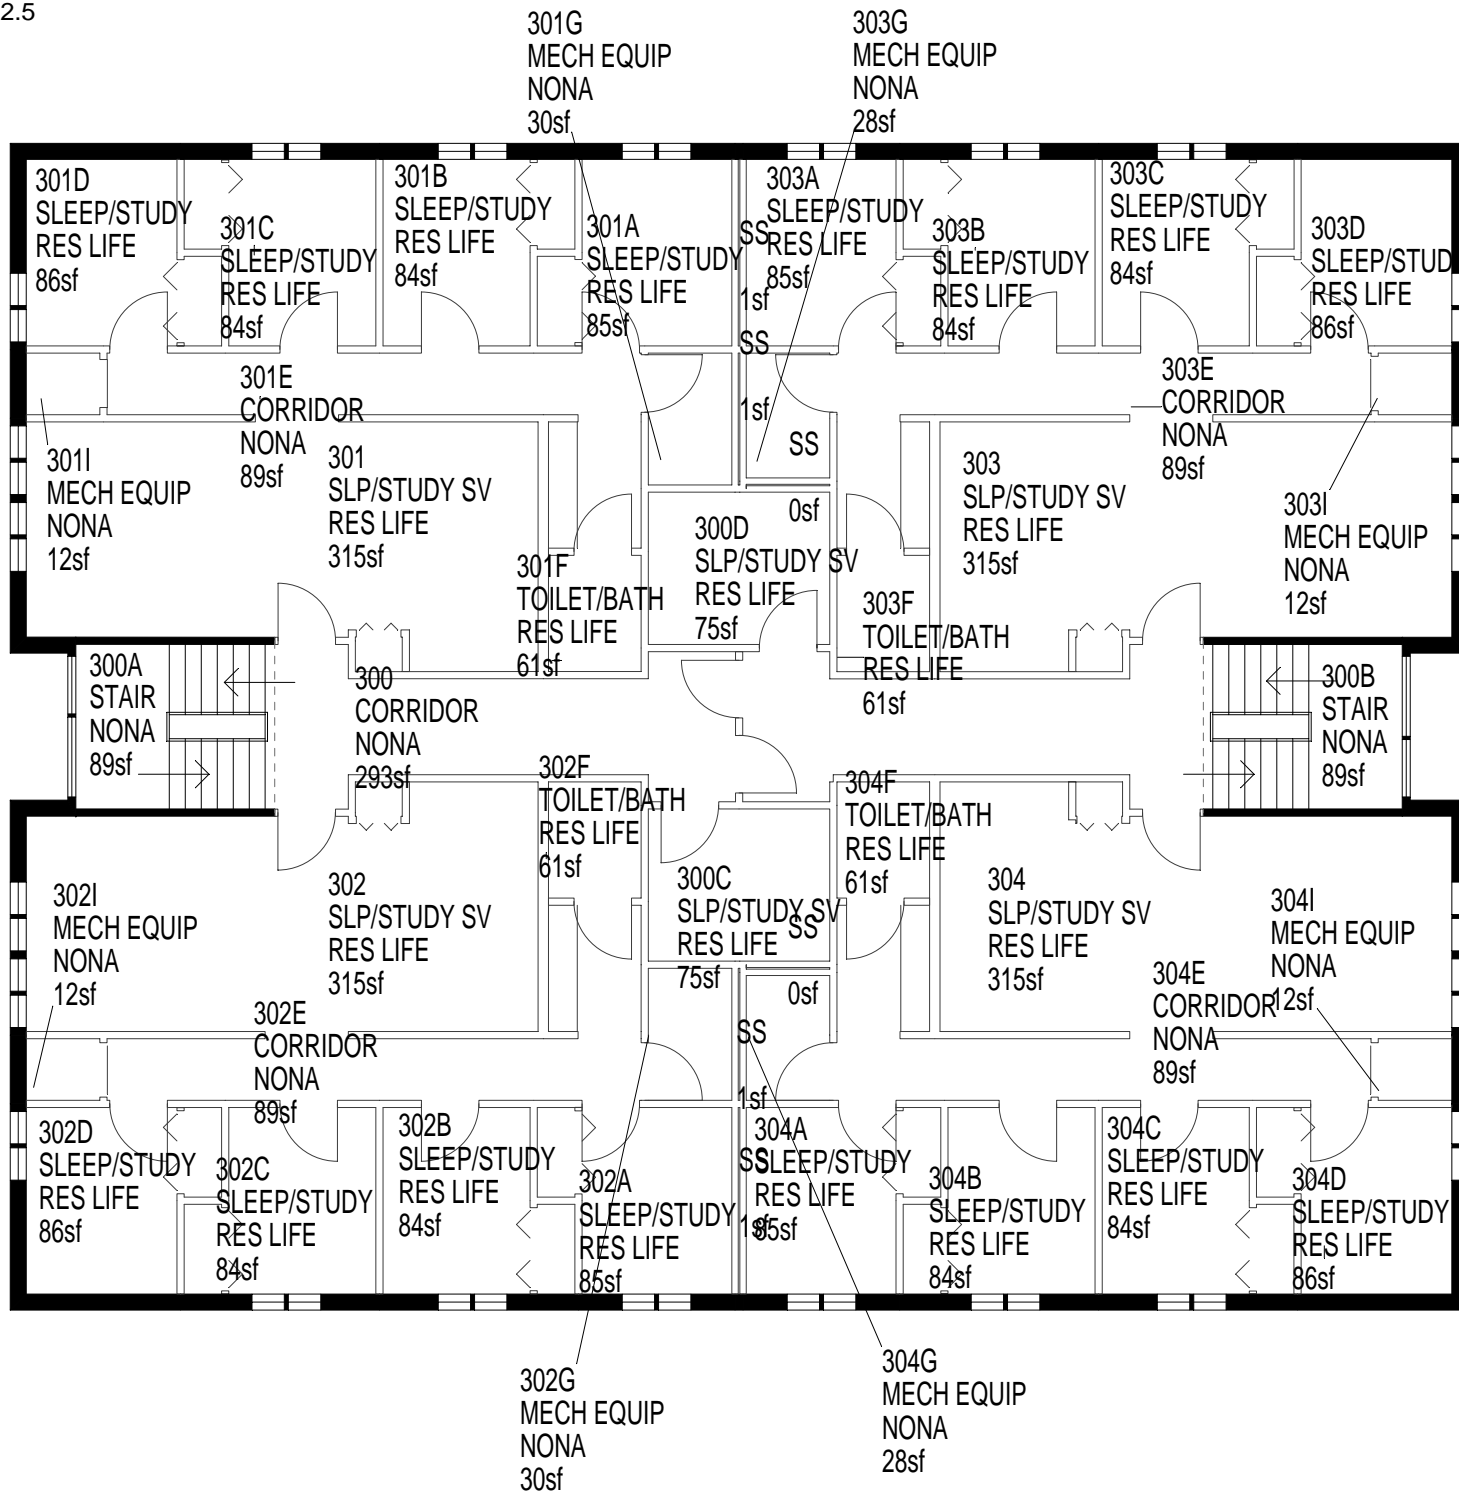 2.5
301G
MECH EQUIP
NONA
30sf
303G
MECH EQUIP
NONA
28sf
301D
SLEEP/STUDY
RES LIFE
86sf
301C
SLEEP/STUDY
RES LIFE
84sf
301B
SLEEP/STUDY
RES LIFE
84sf
301A
SLEEP/STUDY
RES LIFE
85sf
SS
1sf
SS
1sf
303A
SLEEP/STUDY
RES LIFE
85sf
303B
SLEEP/STUDY
RES LIFE
84sf
303C
SLEEP/STUDY
RES LIFE
84sf
303D
SLEEP/STUD
RES LIFE
86sf
301E
CORRIDOR
NONA
89sf
303E
CORRIDOR
NONA
89sf
301I
MECH EQUIP
NONA
12sf
301
SLP/STUDY SV
RES LIFE
315sf
SS
0sf
303
SLP/STUDY SV
RES LIFE
315sf
303I
MECH EQUIP
NONA
12sf
301F
TOILET/BATH
RES LIFE
61sf
300D
SLP/STUDY SV
RES LIFE
75sf
303F
TOILET/BATH
RES LIFE
61sf
300A
STAIR
NONA
89sf
300
CORRIDOR
NONA
293sf
300B
STAIR
NONA
89sf
302F
TOILET/BATH
RES LIFE
61sf
304F
TOILET/BATH
RES LIFE
61sf
302I
MECH EQUIP
NONA
12sf
302
SLP/STUDY SV
RES LIFE
315sf
300C
SLP/STUDY SV
RES LIFE
75sf
SS
0sf
304
SLP/STUDY SV
RES LIFE
315sf
304I
MECH EQUIP
NONA
12sf
302E
CORRIDOR
NONA
89sf
304E
CORRIDOR
NONA
89sf
SS
1sf
SS
1sf
302D
SLEEP/STUDY
RES LIFE
86sf
302C
SLEEP/STUDY
RES LIFE
84sf
302B
SLEEP/STUDY
RES LIFE
84sf
302A
SLEEP/STUDY
RES LIFE
85sf
304A
SLEEP/STUDY
RES LIFE
85sf
304B
SLEEP/STUDY
RES LIFE
84sf
304C
SLEEP/STUDY
RES LIFE
84sf
304D
SLEEP/STUDY
RES LIFE
86sf
302G
MECH EQUIP
NONA
30sf
304G
MECH EQUIP
NONA
28sf